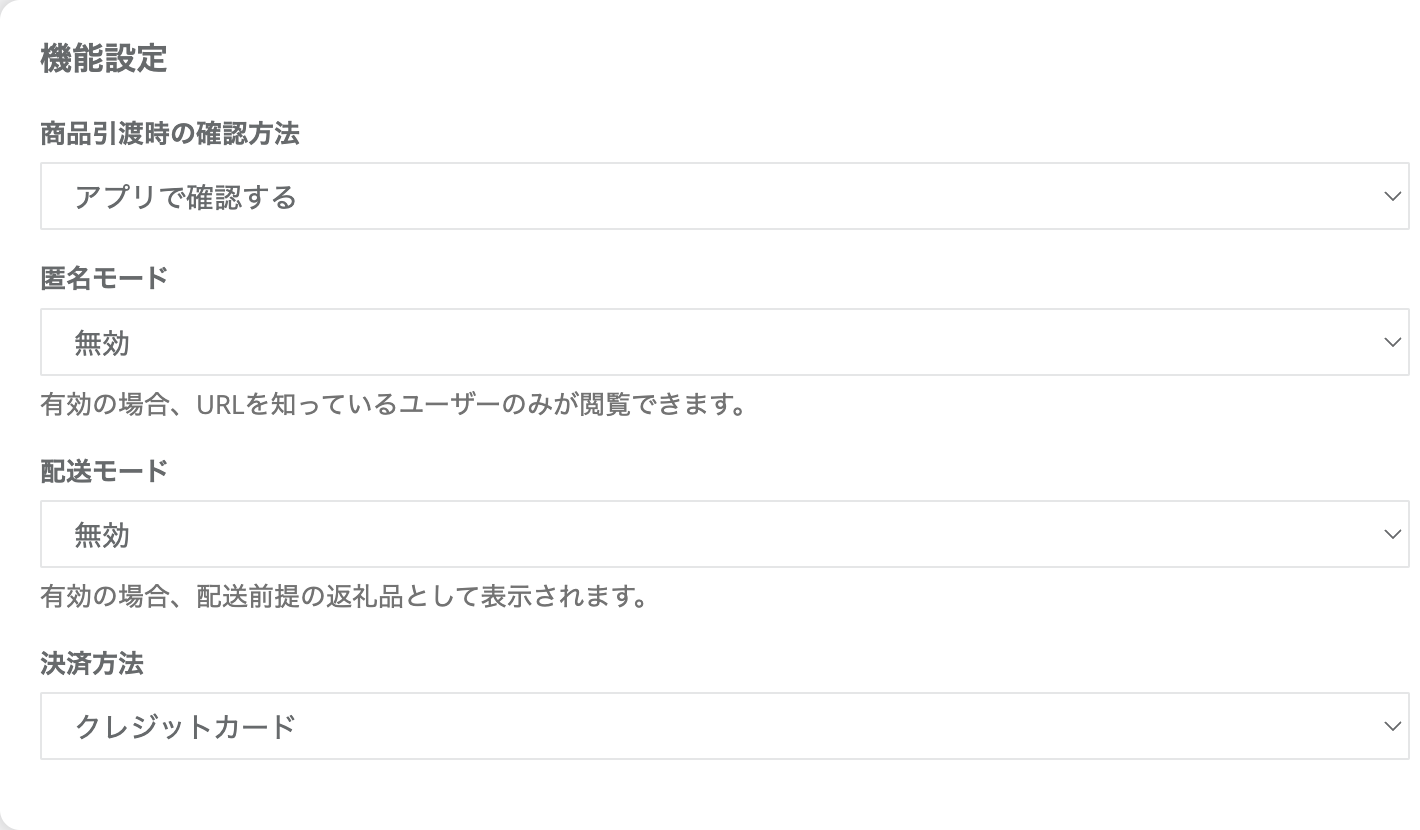 機能設定
商品引渡時の確認方法
アプリで確認する
匿名モード
無効
有効の場合、URLを知っているユーザーのみが閲覧できます。
配送モード
無効
有効の場合、配送前提の返礼品として表示されます。
決済方法
クレジットカード